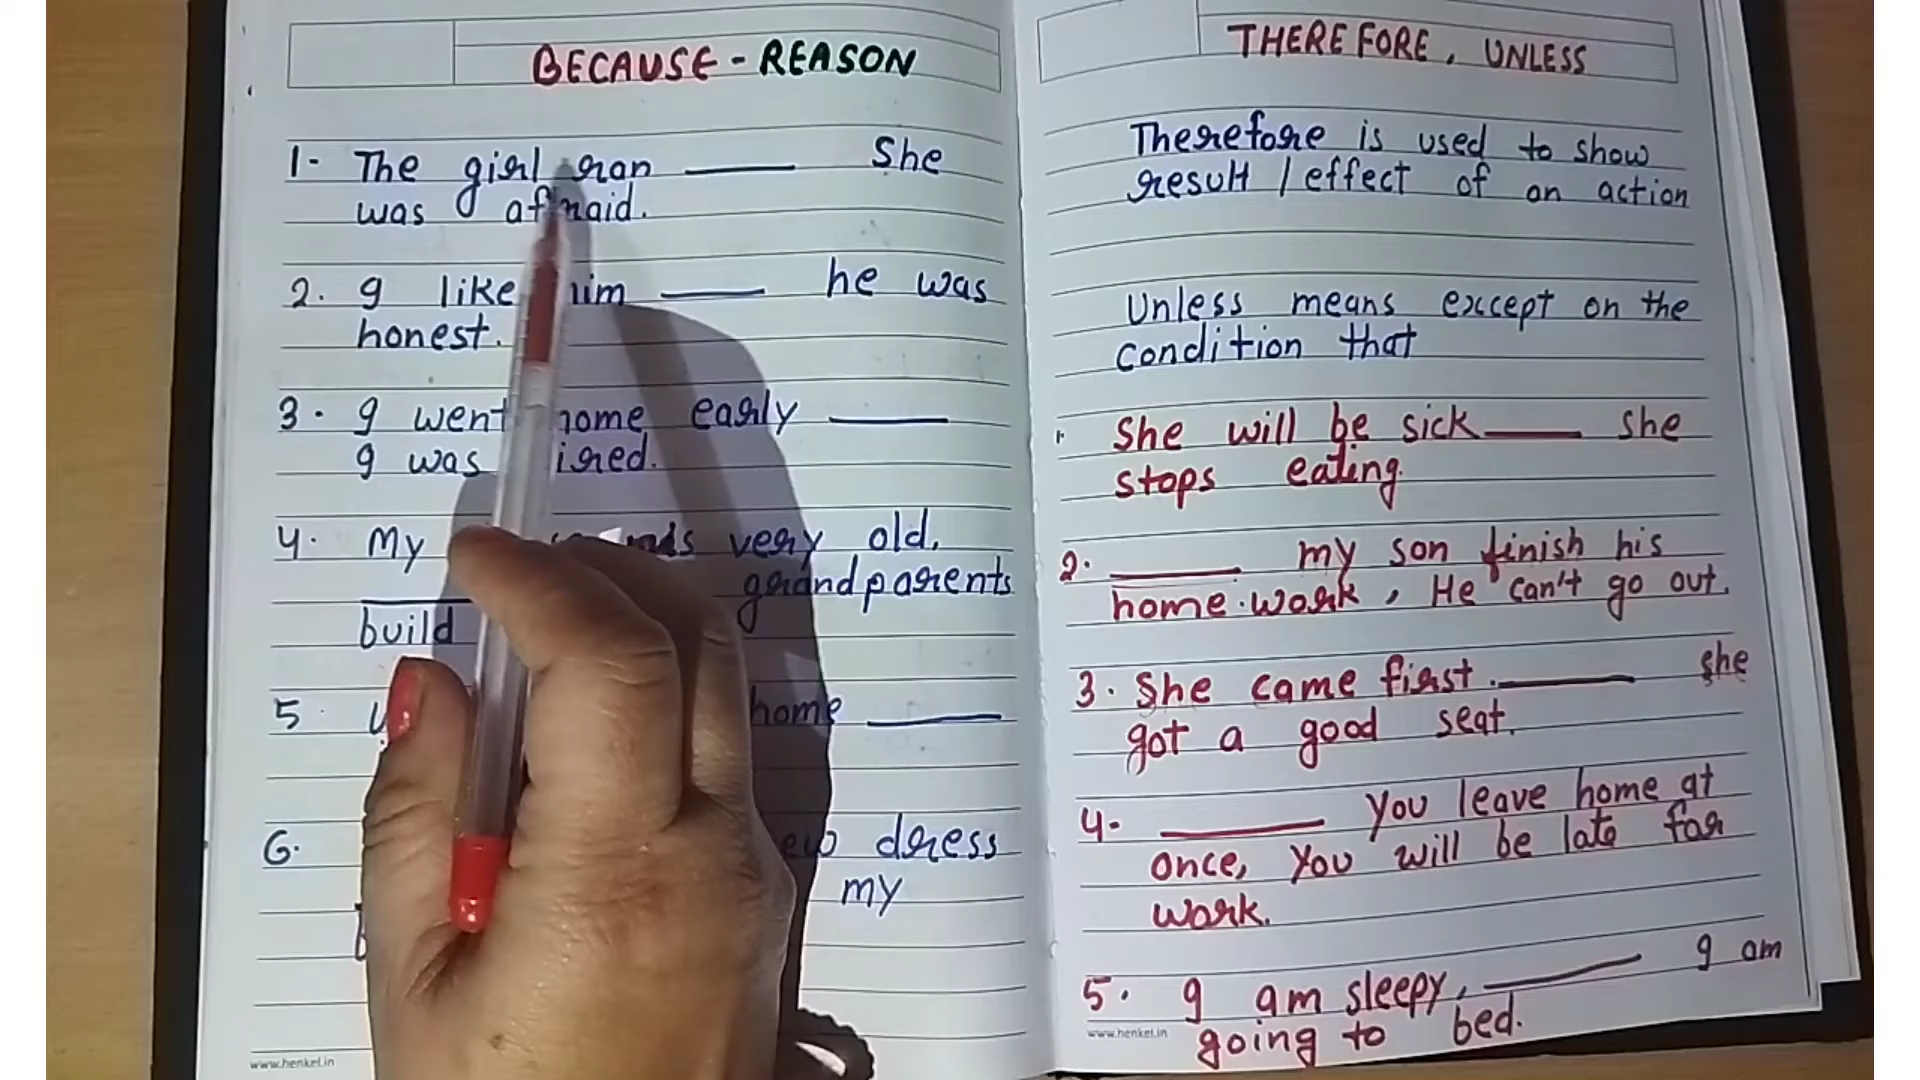 BECAUSE - REASON
1- The girl ran ____ She
was afraid.
2. I like him ____ he was
honest.
3. I went home early ____
I was tired.
4. My very old,
____ grandparents
build
5. home ____
6. dress
my
www.henkel.in
THEREFORE, UNLESS
Therefore is used to show
result / effect of an action
Unless means except on the
condition that
1. She will be sick ____ she
stops eating.
2. ____ my son finish his
home.work, He can't go out.
3. She came first. ____ she
got a good seat.
4- ____ You leave home at
once, You will be late for
work.
5. I am sleepy, ____ I am
going to bed.
www.henkel.in